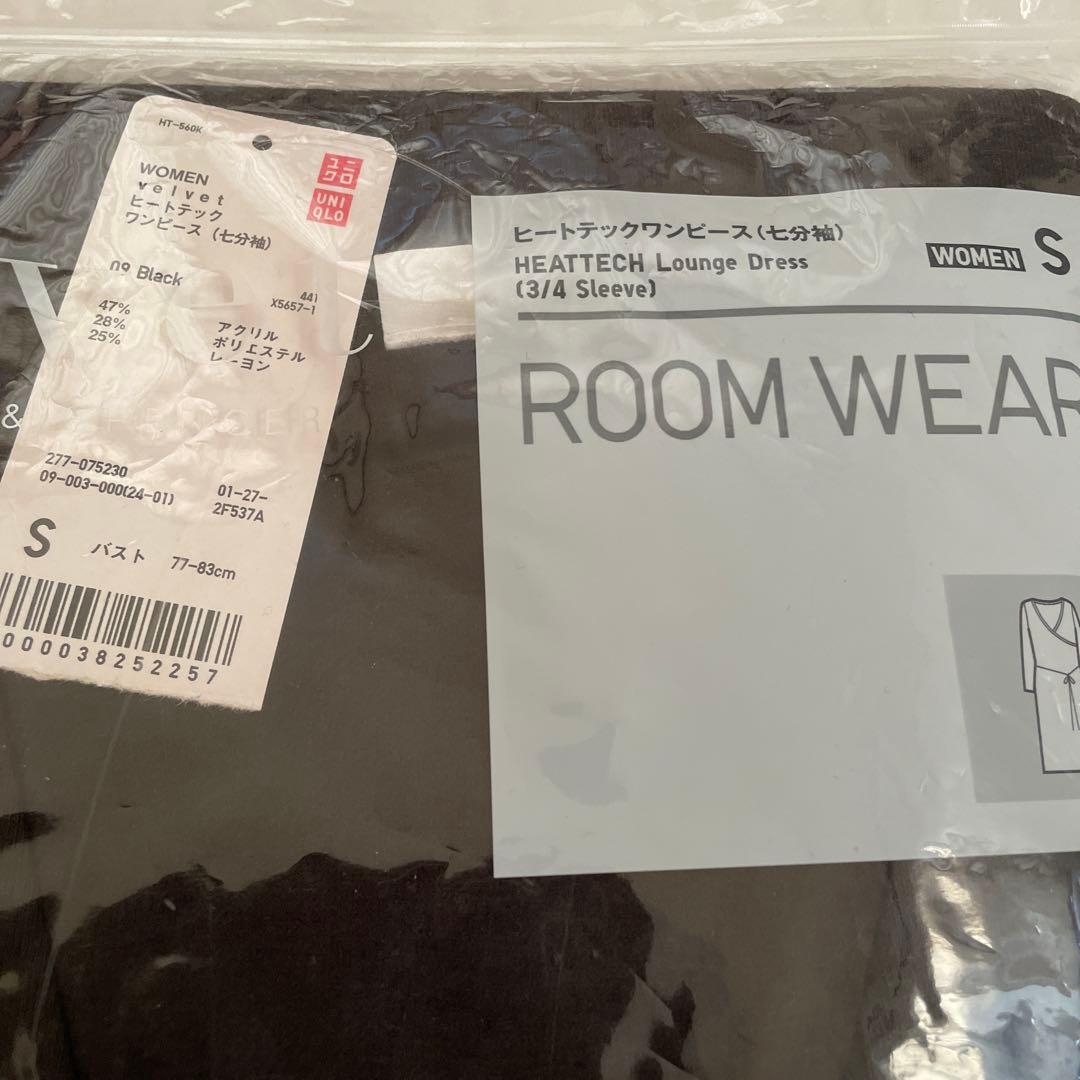 HT-560K
WOMEN
velvet
ヒートテック
ワンピース（七分袖）
ユニ
クロ
UNI
QLO
09 Black
441
X5657-1
47% アクリル
28% ポリエステル
25% レーヨン
277-075230
09-003-000(24-01)
01-27-
2F537A
S バスト 77-83cm
000038252257
&
ヒートテックワンピース(七分袖)
HEATTECH Lounge Dress
(3/4 Sleeve)
WOMEN S
ROOM WEAR